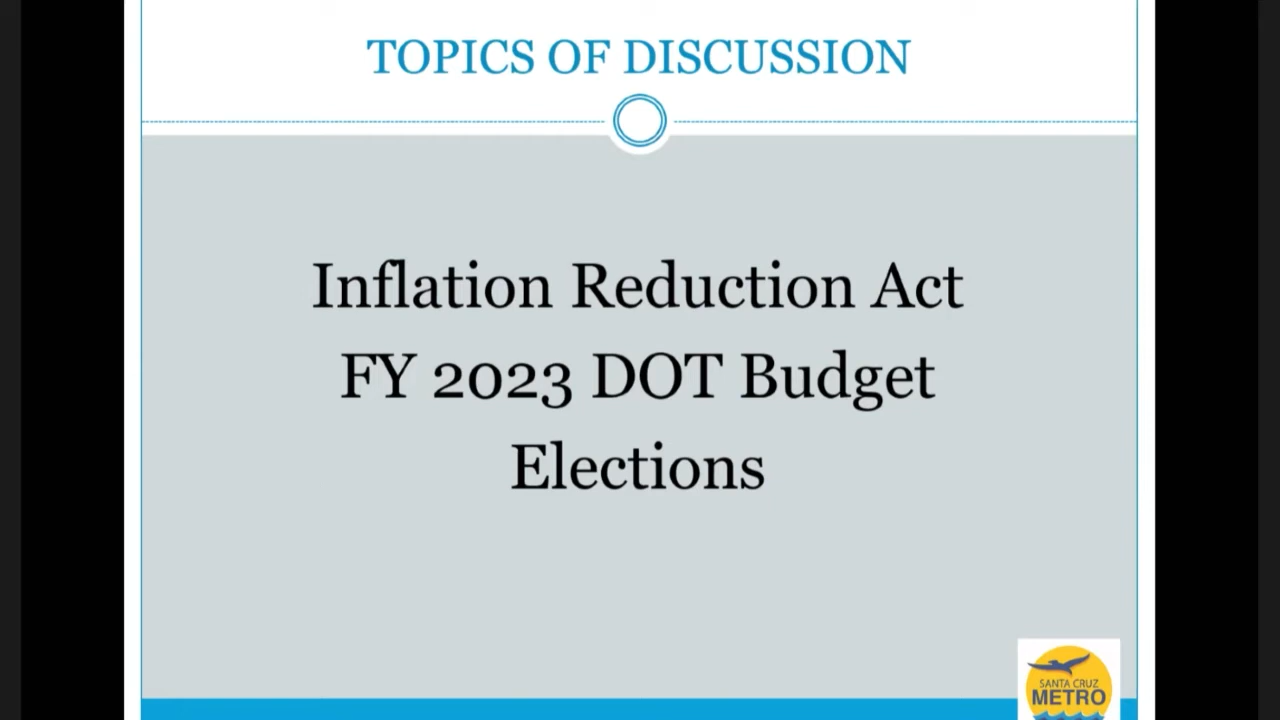 TOPICS OF DISCUSSION
Inflation Reduction Act
FY 2023 DOT Budget
Elections
SANTA CRUZ
METRO